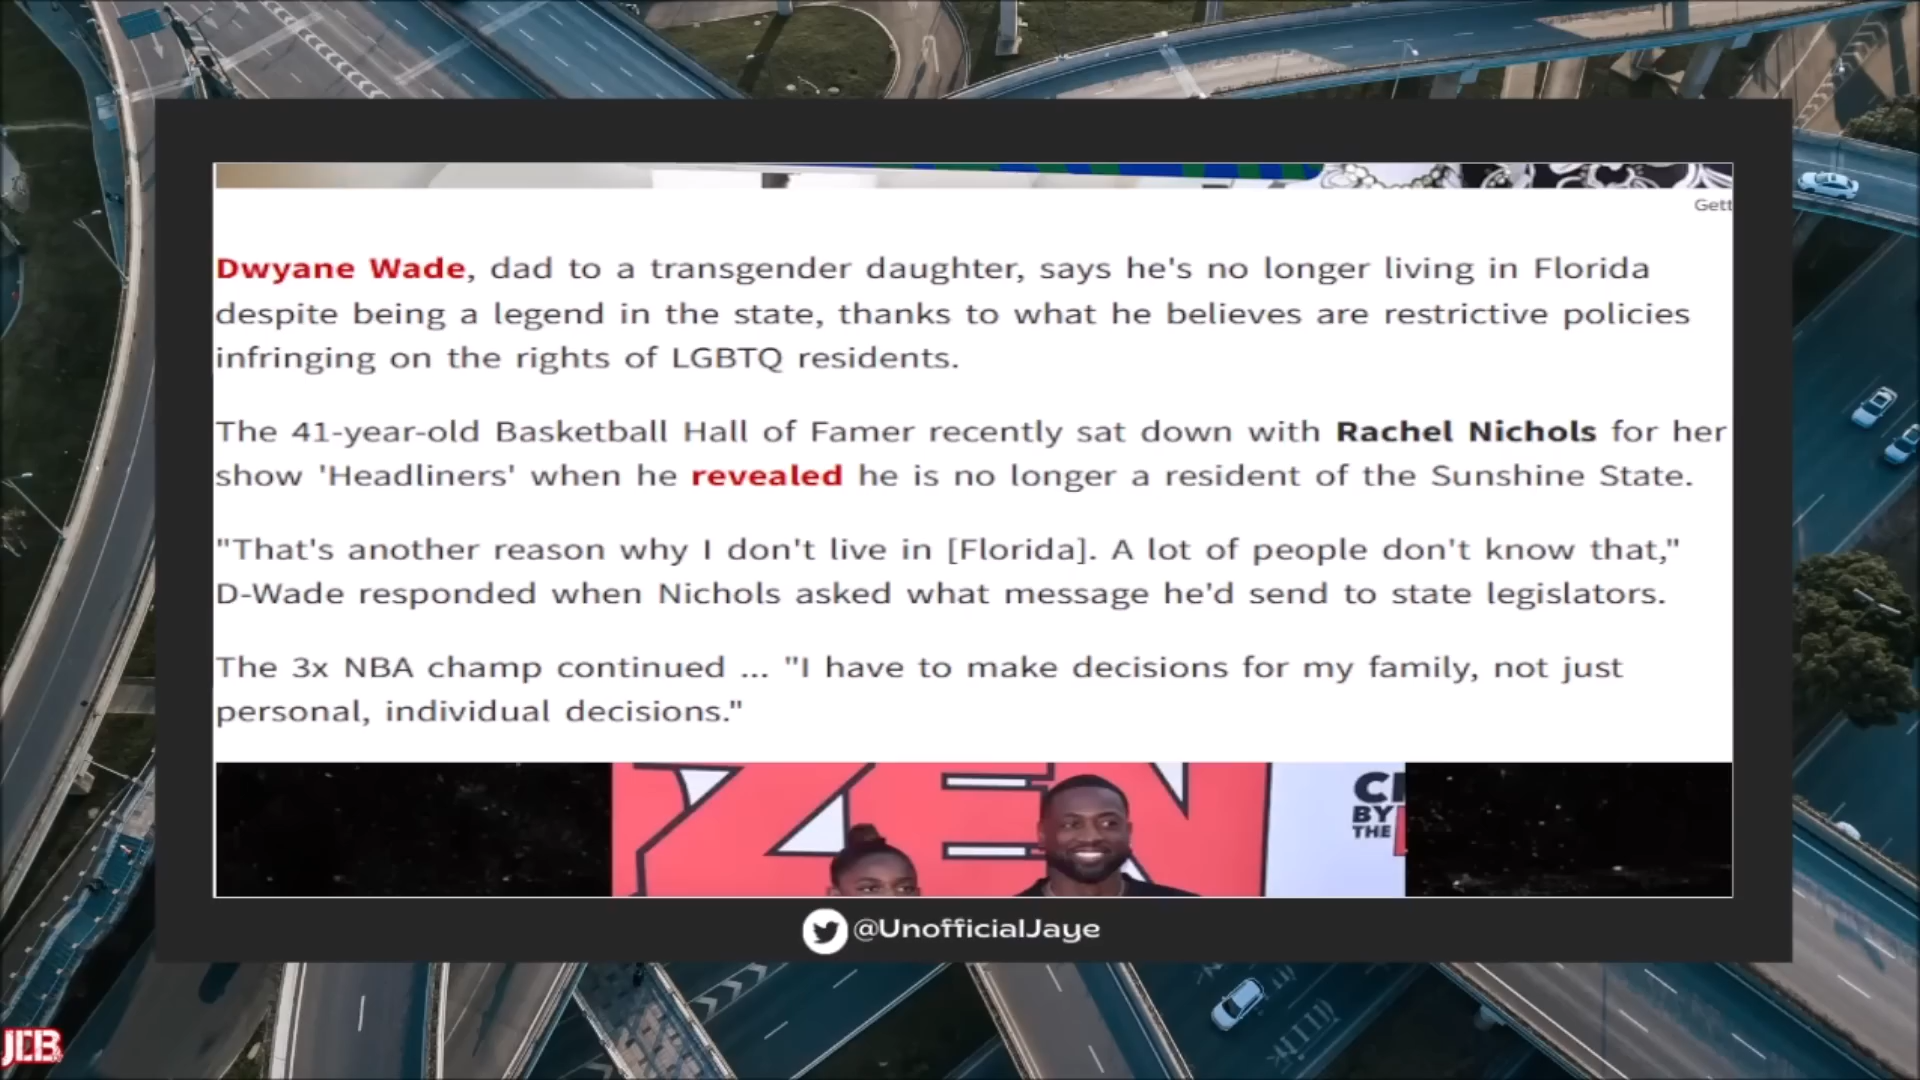 Gett
Dwyane Wade, dad to a transgender daughter, says he's no longer living in Florida
despite being a legend in the state, thanks to what he believes are restrictive policies
infringing on the rights of LGBTQ residents.
The 41-year-old Basketball Hall of Famer recently sat down with Rachel Nichols for her
show 'Headliners' when he revealed he is no longer a resident of the Sunshine State.
"That's another reason why I don't live in [Florida]. A lot of people don't know that,"
D-Wade responded when Nichols asked what message he'd send to state legislators.
The 3x NBA champ continued ... "I have to make decisions for my family, not just
personal, individual decisions."
ZEN
CH
BY
THE
@UnofficialJaye
JEB